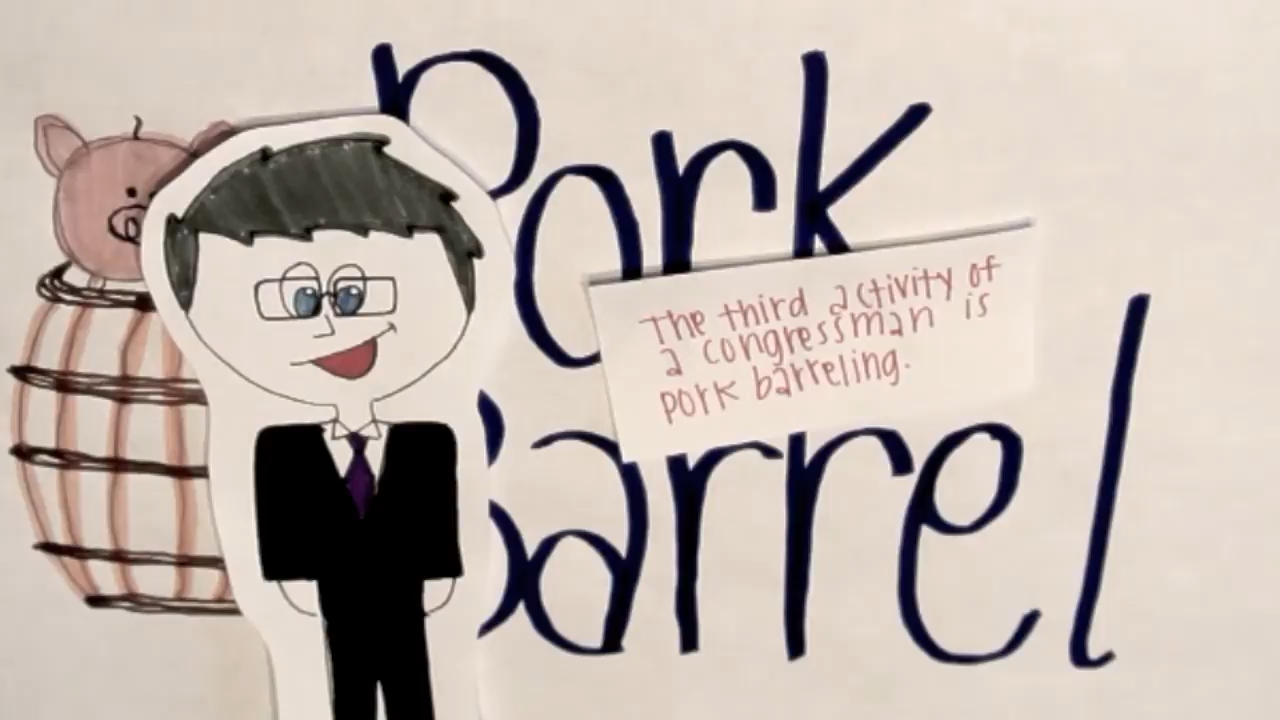 Pork
The third activity of
a congressman is
pork barreling.
Barrel